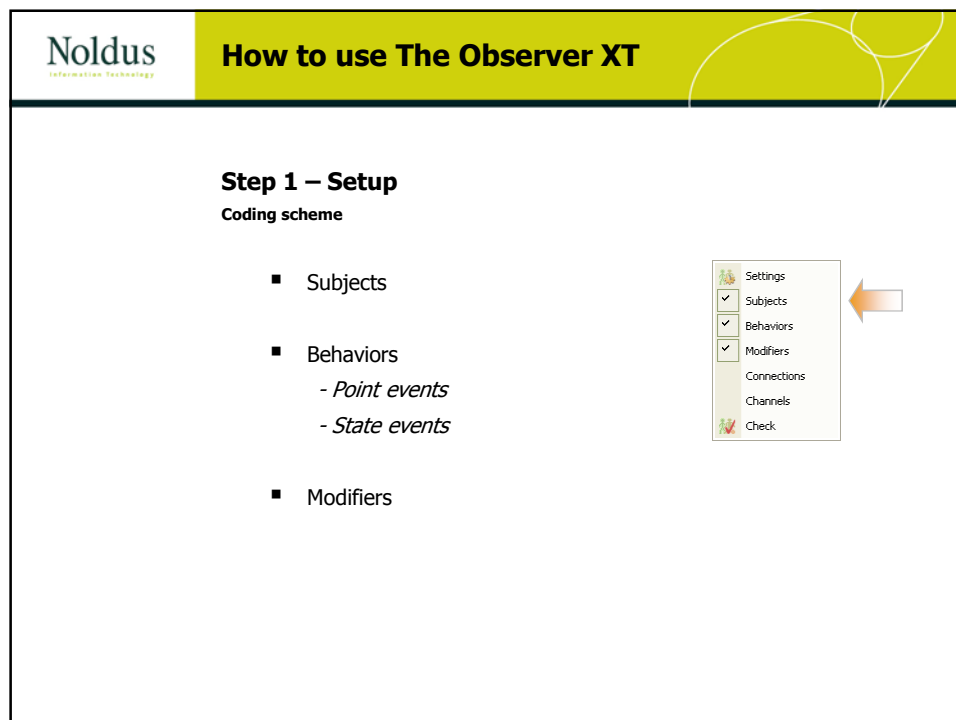 Noldus
Information Technology
How to use The Observer XT
Step 1 – Setup
Coding scheme
▪ Subjects
▪ Behaviors
- Point events
- State events
▪ Modifiers
Settings
Subjects
Behaviors
Modifiers
Connections
Channels
Check